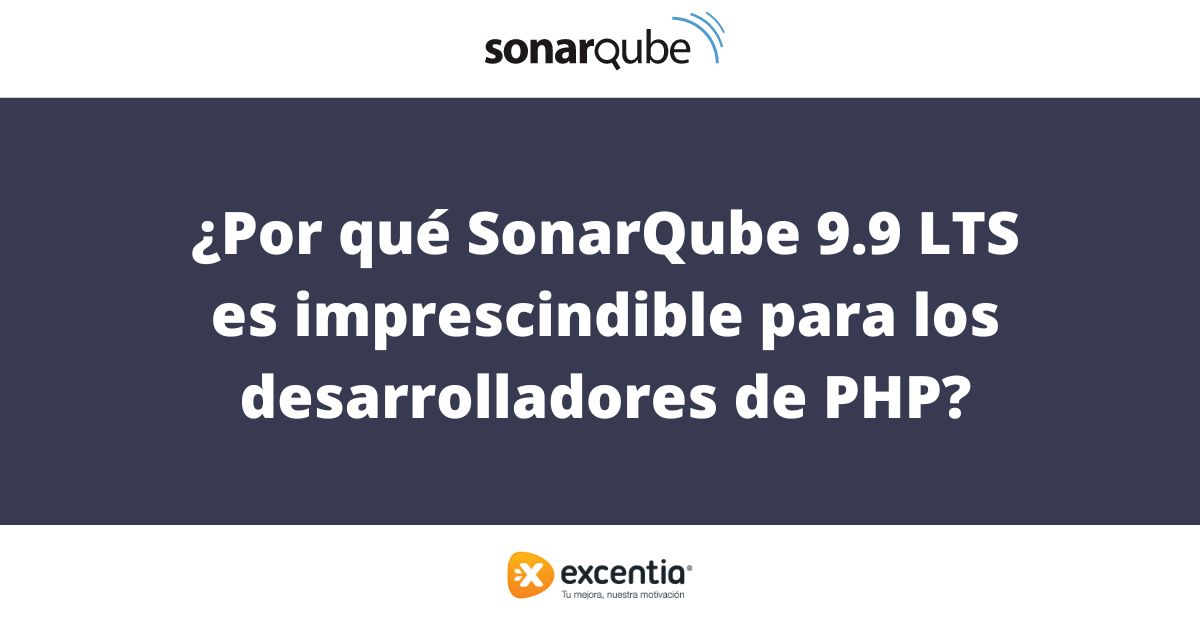 sonarqube
¿Por qué SonarQube 9.9 LTS
es imprescindible para los
desarrolladores de PHP?
excentia®
Tu mejora, nuestra motivación